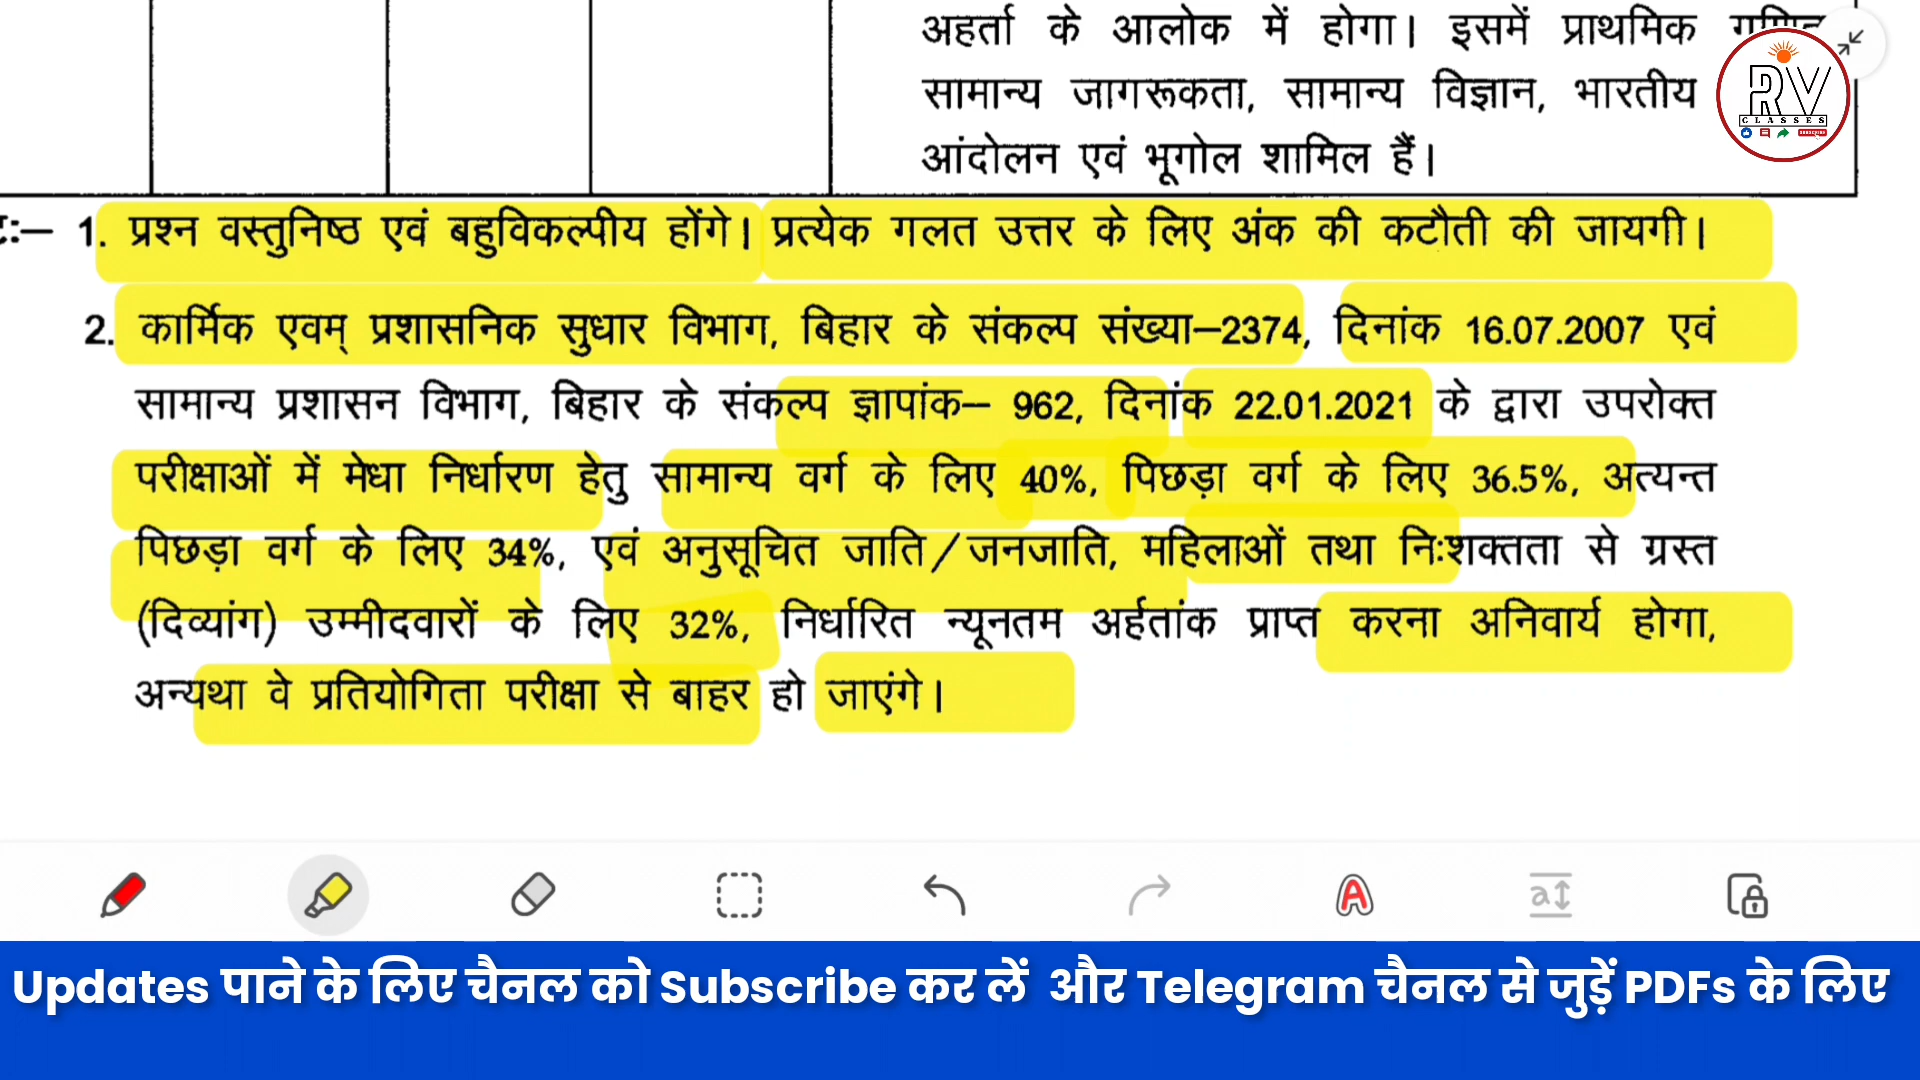 अहर्ता के आलोक में होगा। इसमें प्राथमिक गणित
सामान्य जागरूकता, सामान्य विज्ञान, भारतीय
आंदोलन एवं भूगोल शामिल हैं।
RV
CLASSES
1. प्रश्न वस्तुनिष्ठ एवं बहुविकल्पीय होंगे। प्रत्येक गलत उत्तर के लिए अंक की कटौती की जायगी।
2. कार्मिक एवम् प्रशासनिक सुधार विभाग, बिहार के संकल्प संख्या–2374, दिनांक 16.07.2007 एवं
सामान्य प्रशासन विभाग, बिहार के संकल्प ज्ञापांक– 962, दिनांक 22.01.2021 के द्वारा उपरोक्त
परीक्षाओं में मेधा निर्धारण हेतु सामान्य वर्ग के लिए 40%, पिछड़ा वर्ग के लिए 36.5%, अत्यन्त
पिछड़ा वर्ग के लिए 34%, एवं अनुसूचित जाति/जनजाति, महिलाओं तथा निःशक्तता से ग्रस्त
(दिव्यांग) उम्मीदवारों के लिए 32%, निर्धारित न्यूनतम अर्हतांक प्राप्त करना अनिवार्य होगा,
अन्यथा वे प्रतियोगिता परीक्षा से बाहर हो जाएंगे।
Updates पाने के लिए चैनल को Subscribe कर लें और Telegram चैनल से जुड़ें PDFs के लिए